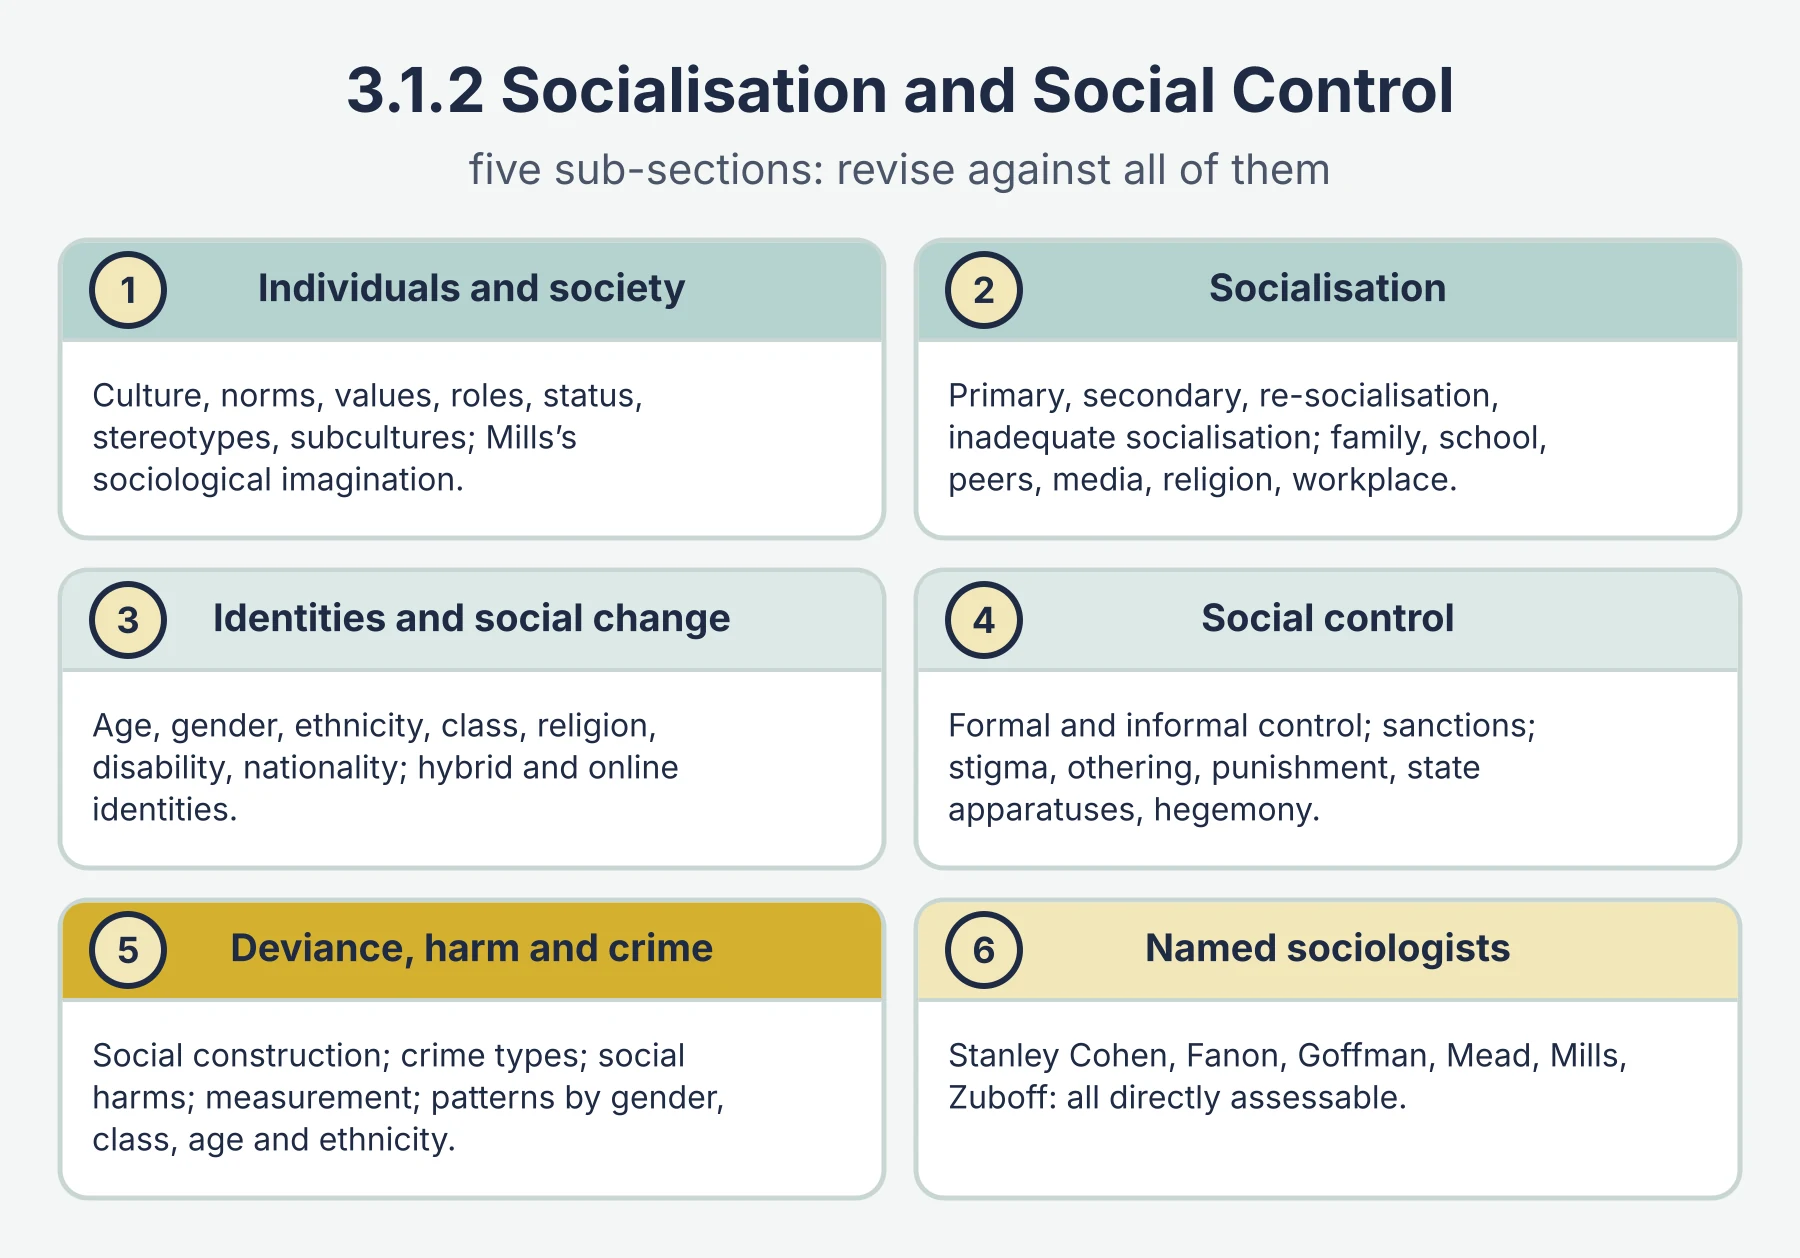 3.1.2 Socialisation and Social Control
five sub-sections: revise against all of them
1
Individuals and society
Culture, norms, values, roles, status,
stereotypes, subcultures; Mills’s
sociological imagination.
2
Socialisation
Primary, secondary, re-socialisation,
inadequate socialisation; family, school,
peers, media, religion, workplace.
3
Identities and social change
Age, gender, ethnicity, class, religion,
disability, nationality; hybrid and online
identities.
4
Social control
Formal and informal control; sanctions;
stigma, othering, punishment, state
apparatuses, hegemony.
5
Deviance, harm and crime
Social construction; crime types; social
harms; measurement; patterns by gender,
class, age and ethnicity.
6
Named sociologists
Stanley Cohen, Fanon, Goffman, Mead, Mills,
Zuboff: all directly assessable.